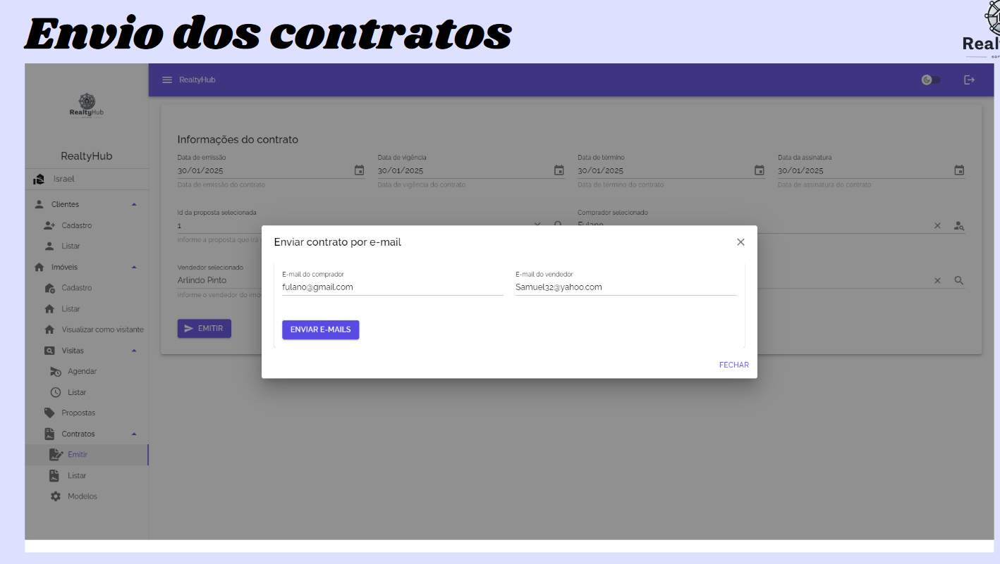 Envio dos contratos
RealtyHub
RealtyHub
Israel
Clientes
Cadastro
Listar
Imóveis
Cadastro
Listar
Visualizar como visitante
Visitas
Agendar
Listar
Propostas
Contratos
Emitir
Listar
Modelos
RealtyHub
Informações do contrato
Data de emissão
30/01/2025
Data de emissão do contrato
Data de vigência
30/01/2025
Data de vigência do contrato
Data de término
30/01/2025
Data de término do contrato
Data da assinatura
30/01/2025
Data de assinatura do contrato
Id da proposta selecionada
1
Informe a proposta que irá
Comprador selecionado
Fulano
Vendedor selecionado
Arlindo Pinto
Informe o vendedor do
EMITIR
Enviar contrato por e-mail
E-mail do comprador
fulano@gmail.com
E-mail do vendedor
Samuel32@yahoo.com
ENVIAR E-MAILS
FECHAR